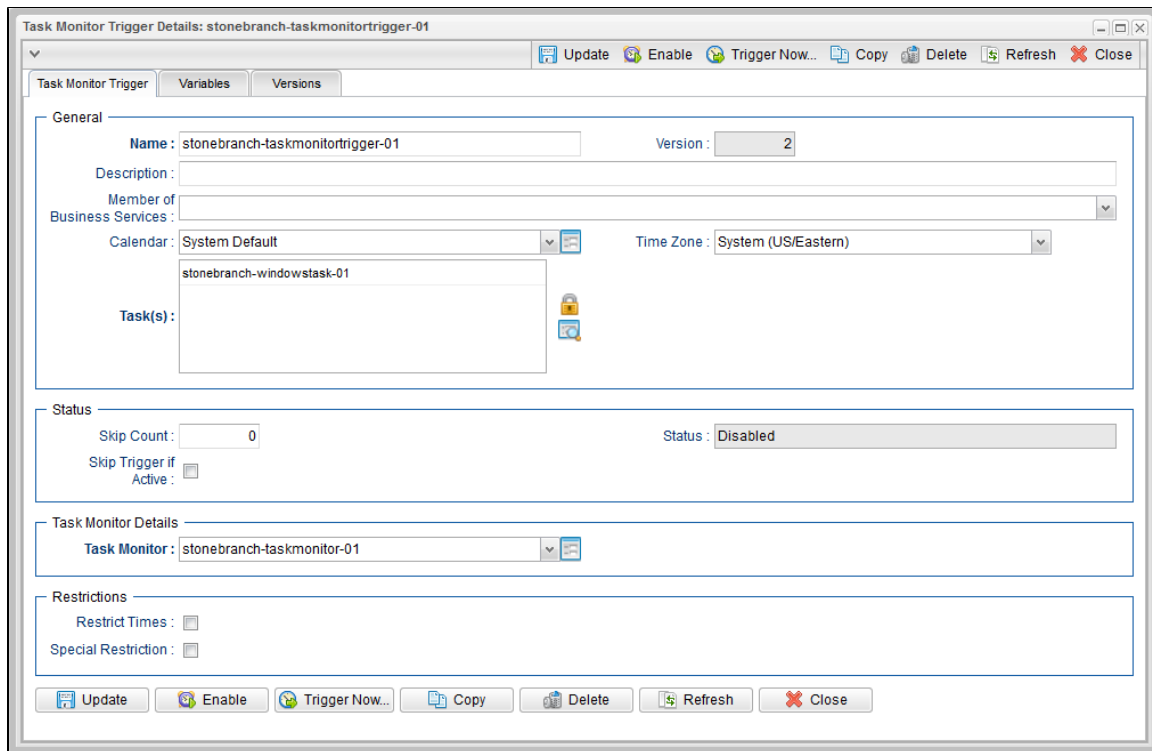 Task Monitor Trigger Details: stonebranch-taskmonitortrigger-01
Update Enable Trigger Now... Copy Delete Refresh Close
Task Monitor Trigger Variables Versions
General
Name : stonebranch-taskmonitortrigger-01 Version : 2
Description :
Member of
Business Services :
Calendar : System Default Time Zone : System (US/Eastern)
stonebranch-windowstask-01
Task(s) :
Status
Skip Count : 0 Status : Disabled
Skip Trigger if
Active :
Task Monitor Details
Task Monitor : stonebranch-taskmonitor-01
Restrictions
Restrict Times :
Special Restriction :
Update Enable Trigger Now... Copy Delete Refresh Close